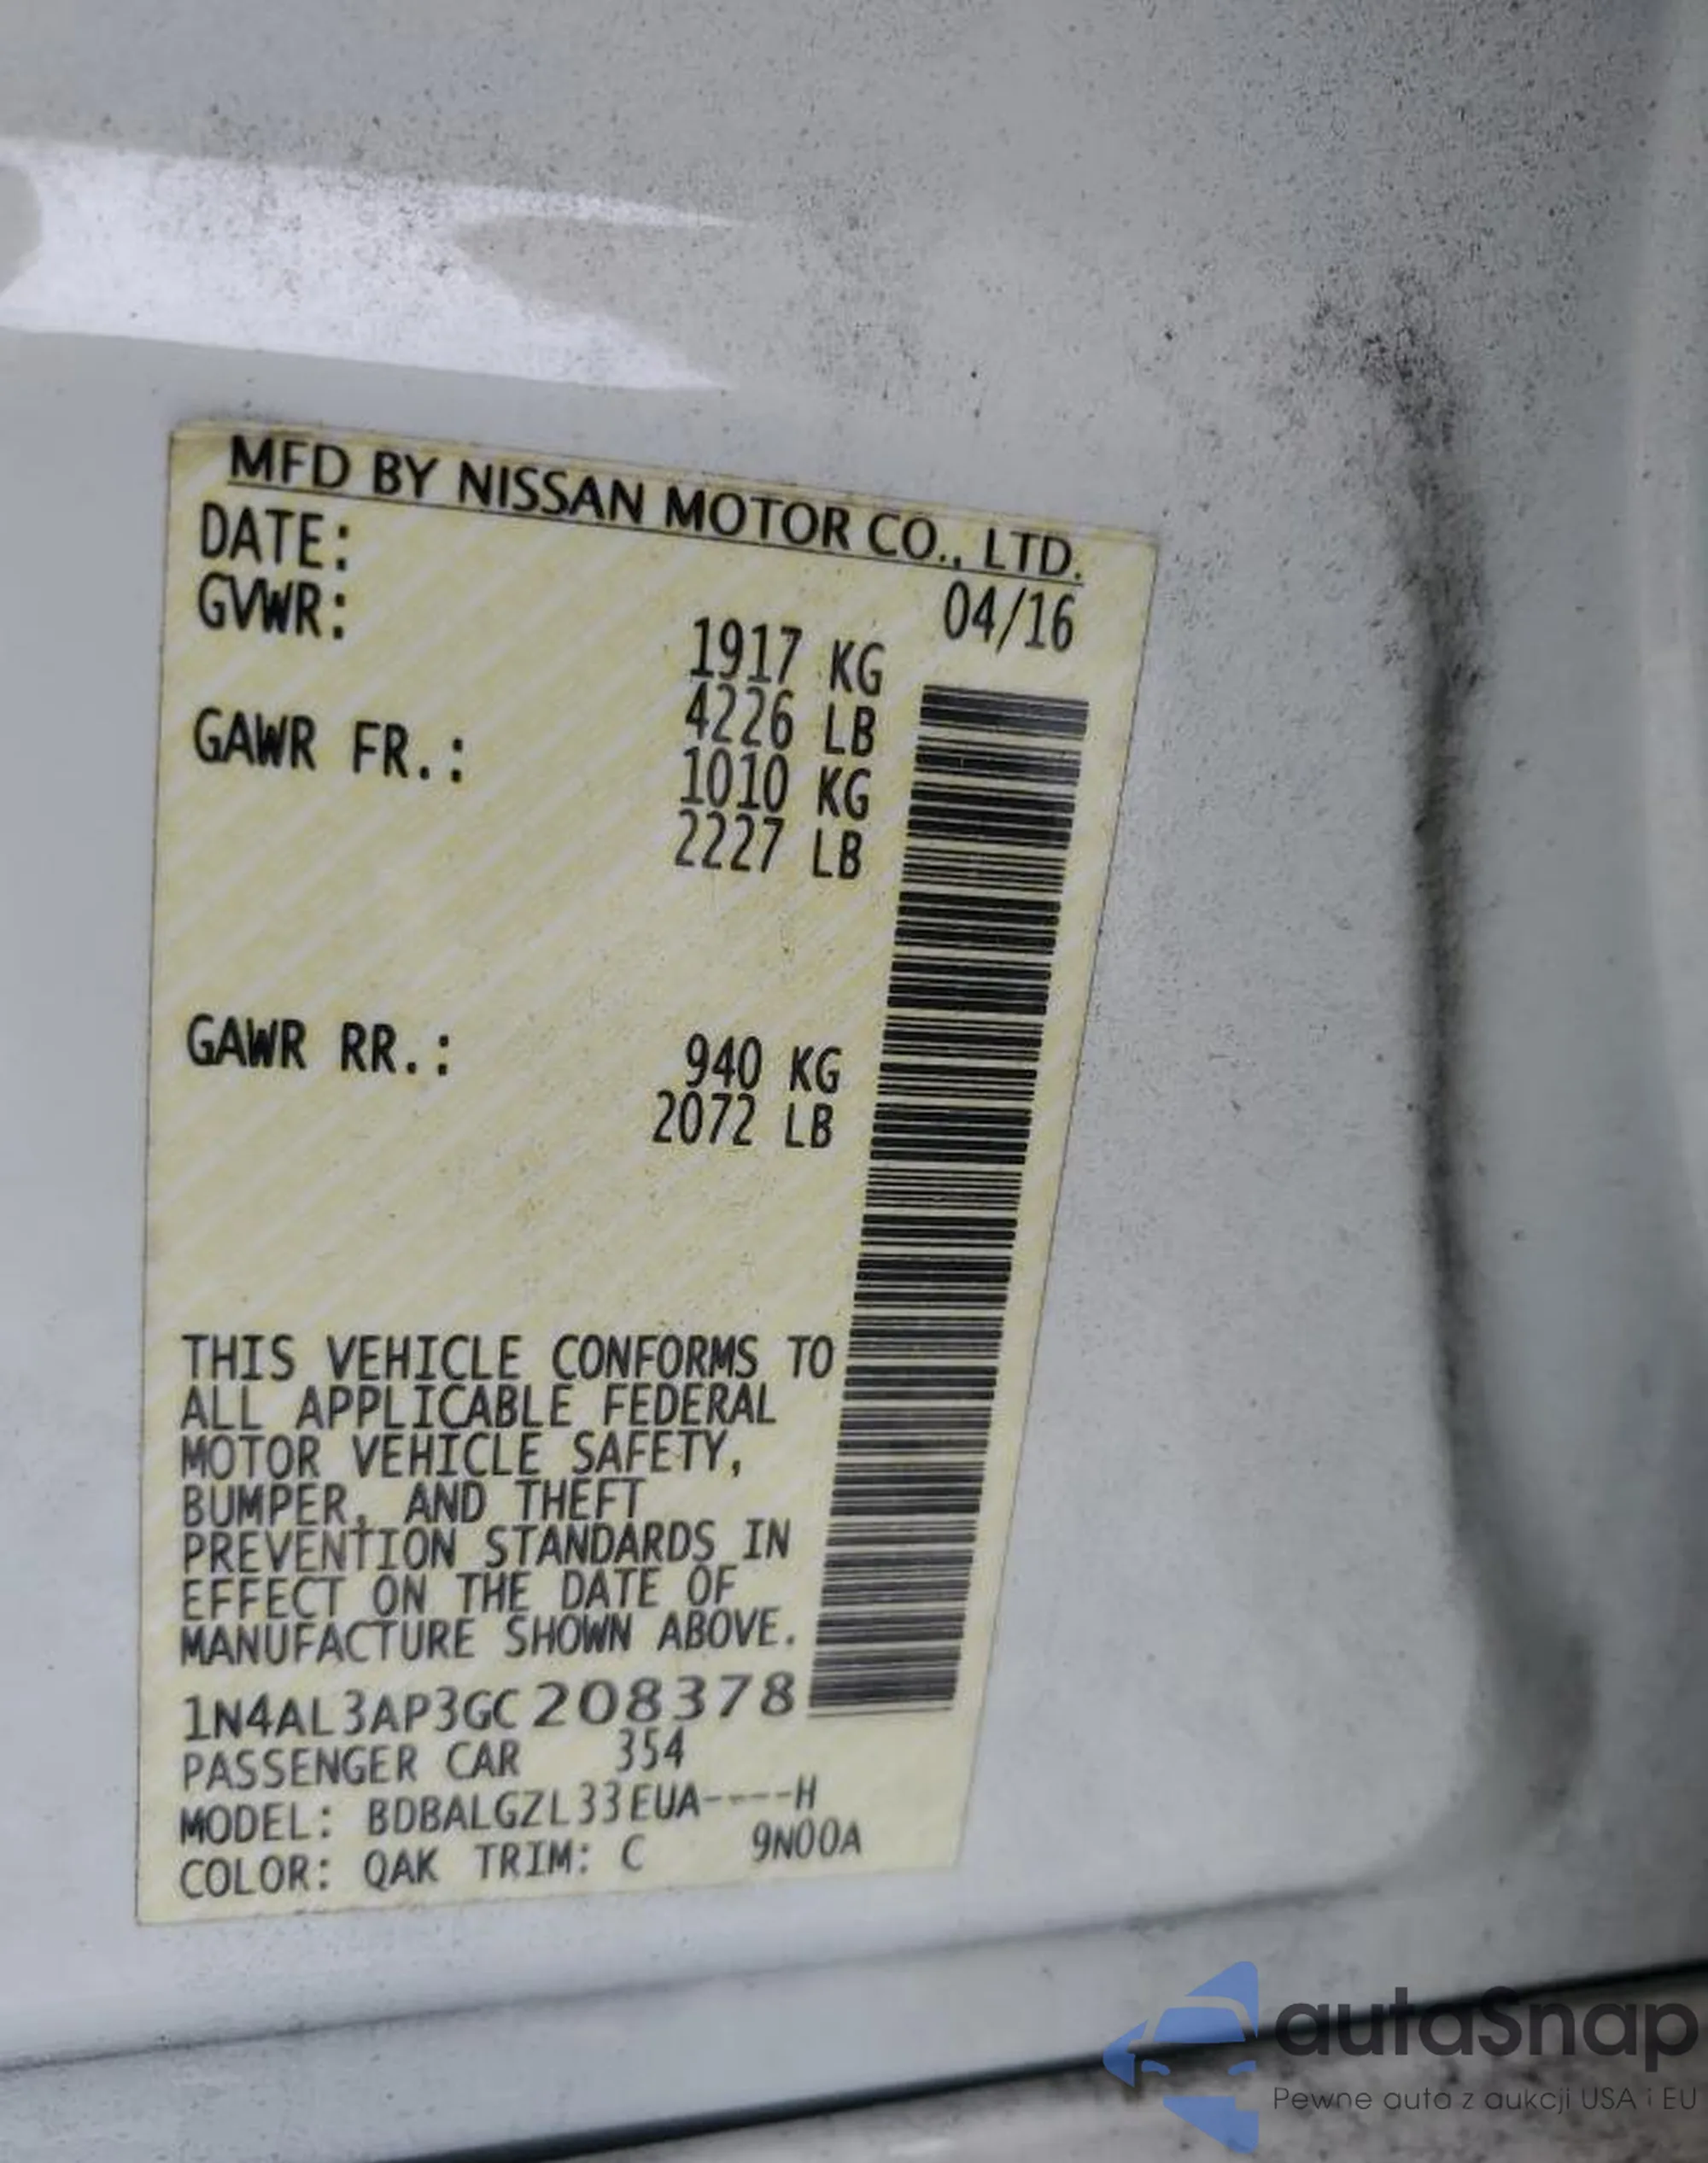 MFD BY NISSAN MOTOR CO., LTD.
DATE: 04/16
GVWR: 1917 KG
4226 LB
GAWR FR.: 1010 KG
2227 LB
GAWR RR.: 940 KG
2072 LB
THIS VEHICLE CONFORMS TO
ALL APPLICABLE FEDERAL
MOTOR VEHICLE SAFETY,
BUMPER, AND THEFT
PREVENTION STANDARDS IN
EFFECT ON THE DATE OF
MANUFACTURE SHOWN ABOVE.
1N4AL3AP3GC208378
PASSENGER CAR 354
MODEL: BDBALGZL33EUA----H
COLOR: QAK TRIM: C 9N00A
autaSnap
Pewne auta z aukcji USA i EU